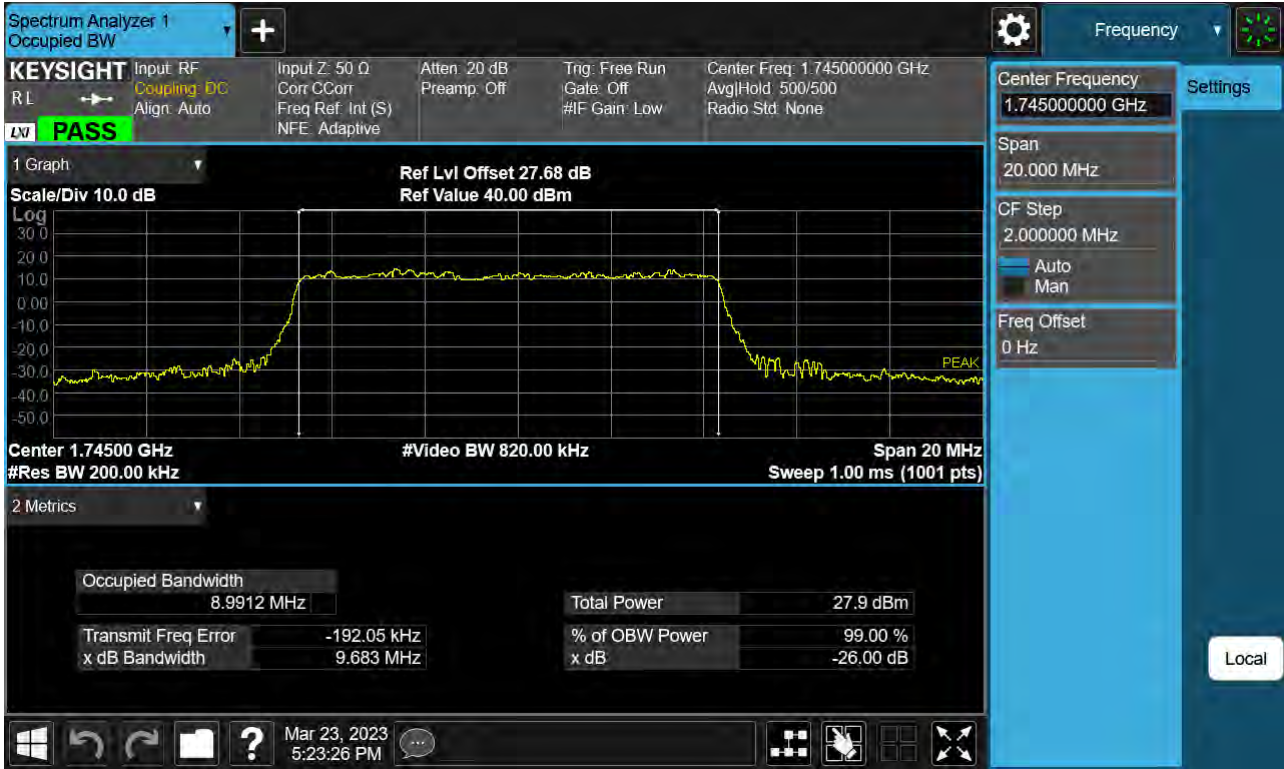 Spectrum Analyzer 1
Occupied BW
+
Frequency
KEYSIGHT
R L
LXI
PASS
Input: RF
Coupling: DC
Align: Auto
Input Z: 50 Ω
Corr CCorr
Freq Ref: Int (S)
NFE: Adaptive
Atten: 20 dB
Preamp: Off
Trig: Free Run
Gate: Off
#IF Gain: Low
Center Freq: 1.745000000 GHz
Avg|Hold: 500/500
Radio Std: None
Center Frequency
1.745000000 GHz
Settings
Span
20.000 MHz
CF Step
2.000000 MHz
Auto
Man
Freq Offset
0 Hz
Local
1 Graph
Scale/Div 10.0 dB
Ref Lvl Offset 27.68 dB
Ref Value 40.00 dBm
Log
30.0
20.0
10.0
0.00
-10.0
-20.0
-30.0
-40.0
-50.0
PEAK
Center 1.74500 GHz
#Video BW 820.00 kHz
Span 20 MHz
#Res BW 200.00 kHz
Sweep 1.00 ms (1001 pts)
2 Metrics
Occupied Bandwidth
8.9912 MHz
Total Power 27.9 dBm
Transmit Freq Error -192.05 kHz
% of OBW Power 99.00 %
x dB Bandwidth 9.683 MHz
x dB -26.00 dB
?
Mar 23, 2023
5:23:26 PM